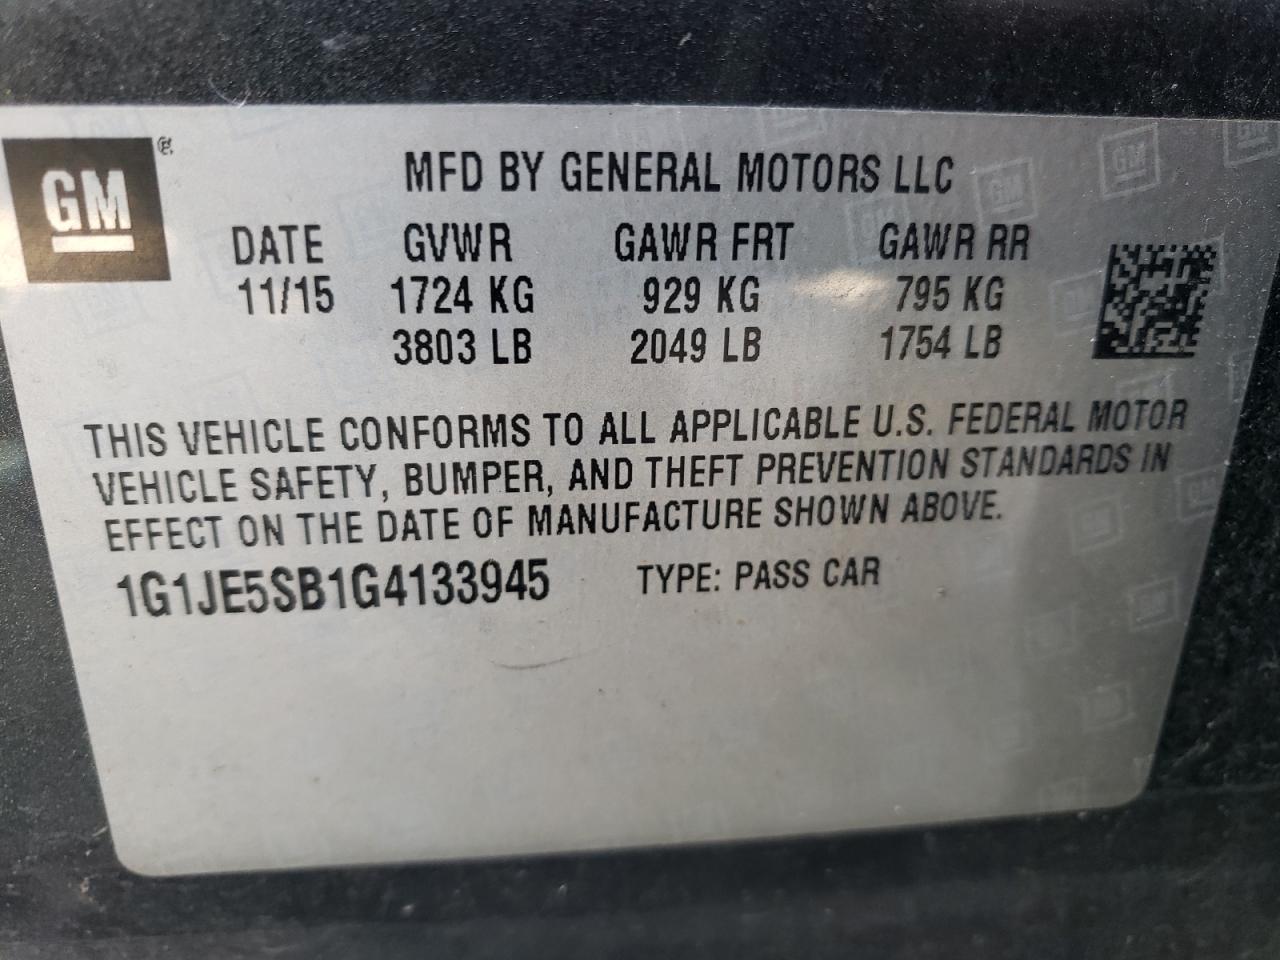 GM ®
MFD BY GENERAL MOTORS LLC
DATE GVWR GAWR FRT GAWR RR
11/15 1724 KG 929 KG 795 KG
3803 LB 2049 LB 1754 LB
THIS VEHICLE CONFORMS TO ALL APPLICABLE U.S. FEDERAL MOTOR
VEHICLE SAFETY, BUMPER, AND THEFT PREVENTION STANDARDS IN
EFFECT ON THE DATE OF MANUFACTURE SHOWN ABOVE.
1G1JE5SB1G4133945 TYPE: PASS CAR